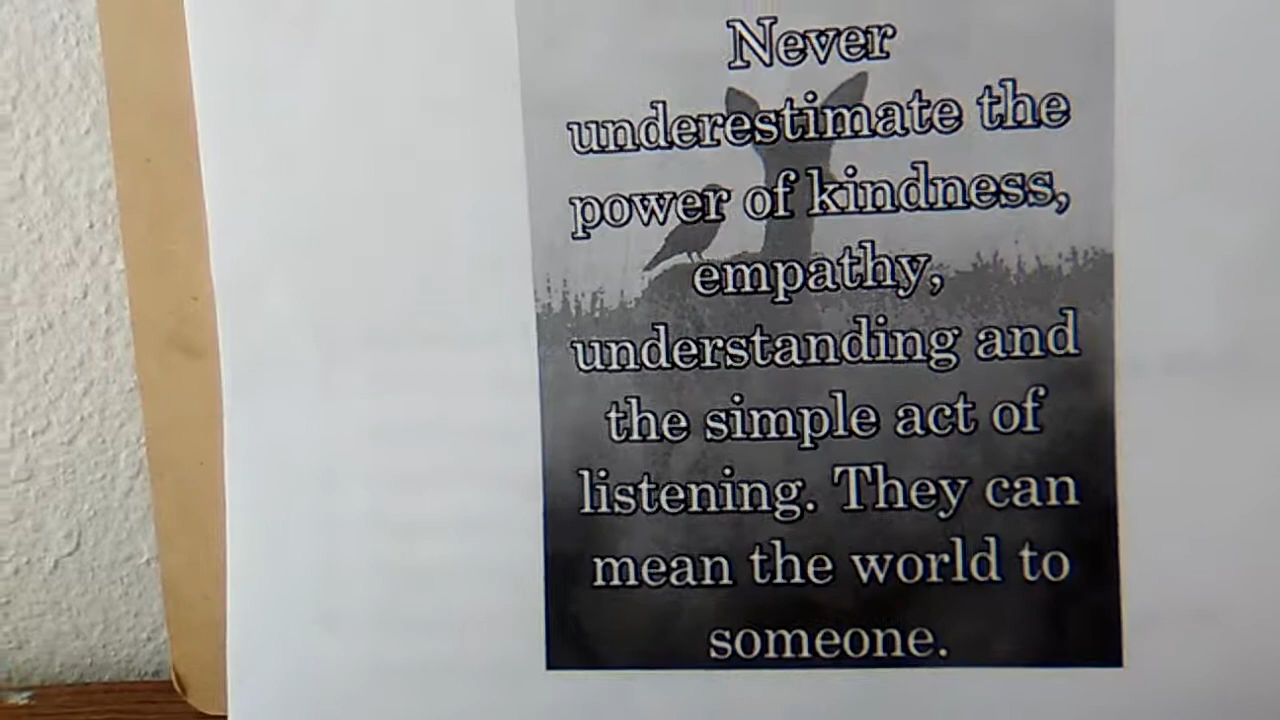 Never
underestimate the
power of kindness,
empathy,
understanding and
the simple act of
listening. They can
mean the world to
someone.